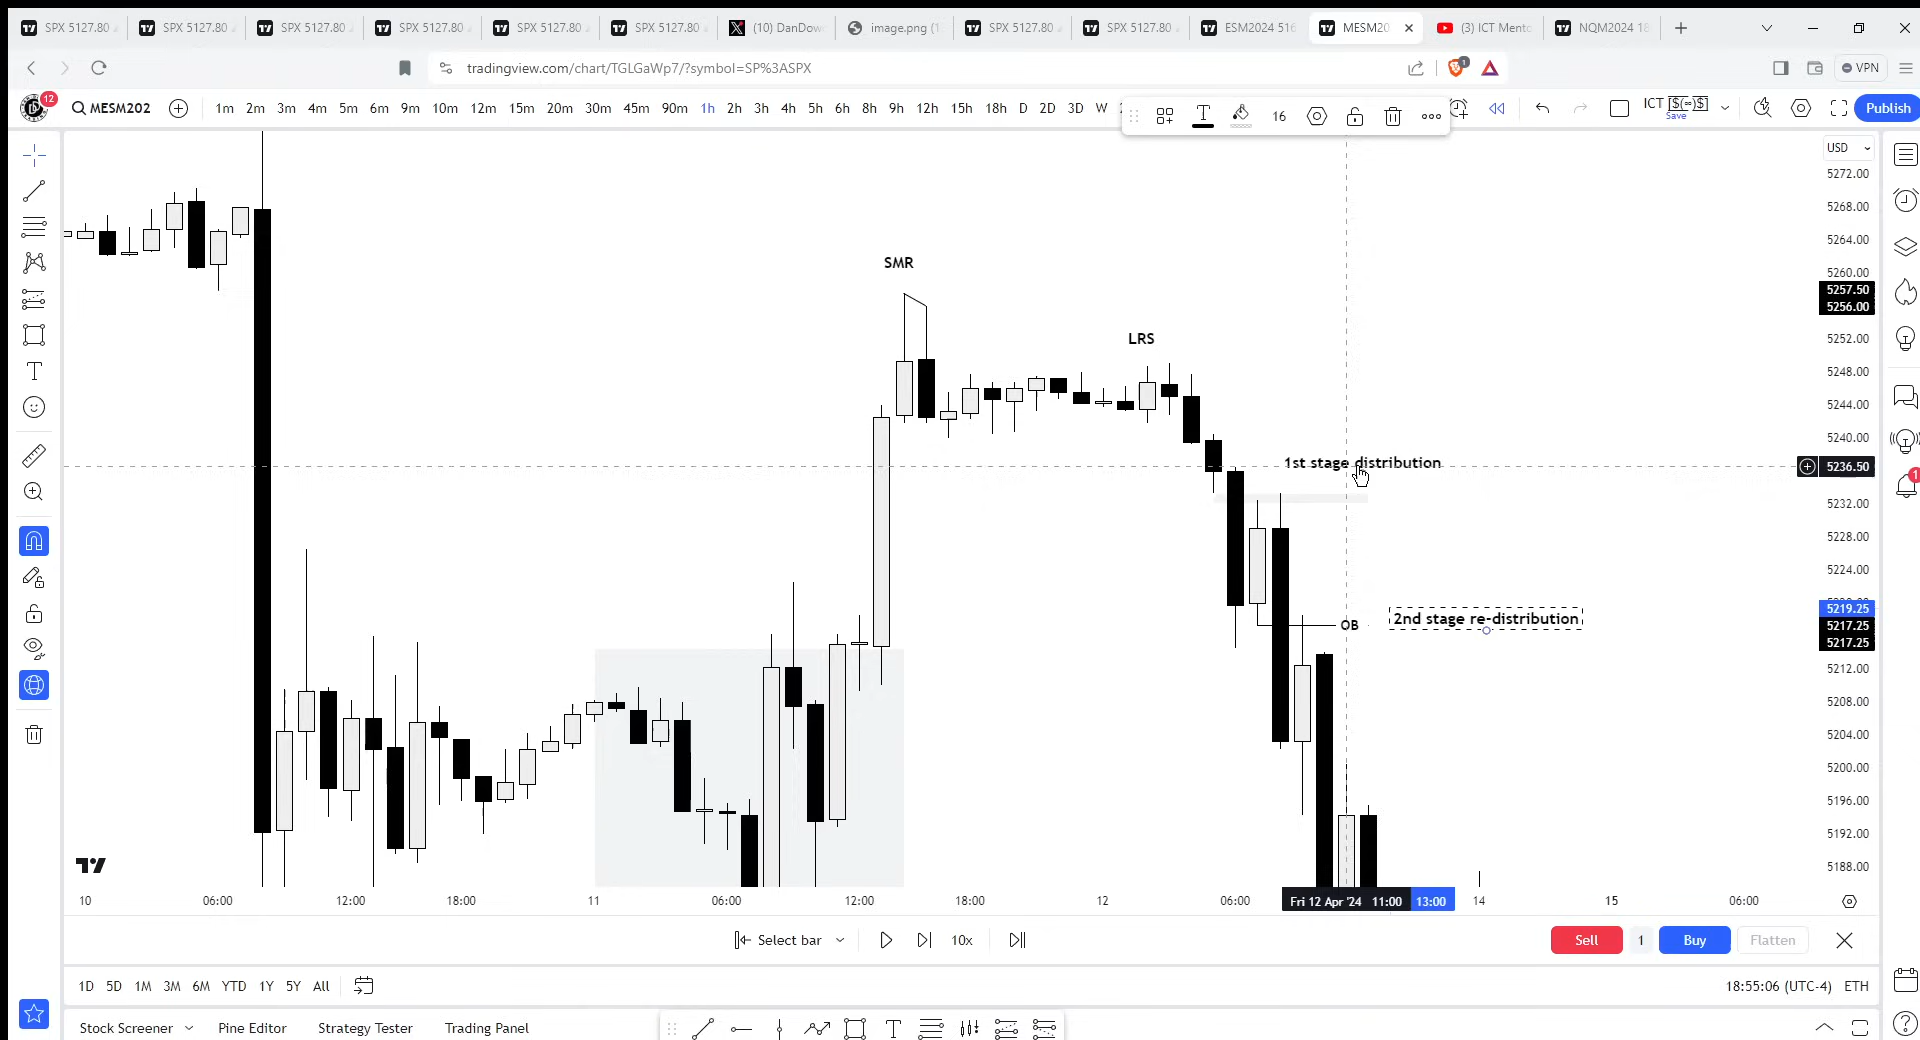 SPX 5127.80
SPX 5127.80
SPX 5127.80
SPX 5127.80
SPX 5127.80
SPX 5127.80
(10) DanDow
image.png (1
SPX 5127.80
SPX 5127.80
ESM2024 516
MESM20
(3) ICT Mento
NQM2024 18
tradingview.com/chart/TGLGaWp7/?symbol=SP%3ASPX
1
VPN
12
MESM202
1m 2m 3m 4m 5m 6m 9m 10m 12m 15m 20m 30m 45m 90m 1h 2h 3h 4h 5h 6h 8h 9h 12h 15h 18h D 2D 3D W
16
ICT [$(∞)$]
Save
Publish
USD
5272.00
5268.00
5264.00
5260.00
5257.50
5256.00
5252.00
5248.00
5244.00
5240.00
5236.50
5232.00
5228.00
5224.00
5219.25
5217.25
5217.25
5212.00
5208.00
5204.00
5200.00
5196.00
5192.00
5188.00
SMR
LRS
1st stage distribution
OB
2nd stage re-distribution
1
10 06:00 12:00 18:00 11 06:00 12:00 18:00 12 06:00 Fri 12 Apr '24 11:00 13:00 14 15 06:00
Select bar
10x
Sell
1
Buy
Flatten
1D 5D 1M 3M 6M YTD 1Y 5Y All
18:55:06 (UTC-4) ETH
Stock Screener
Pine Editor
Strategy Tester
Trading Panel